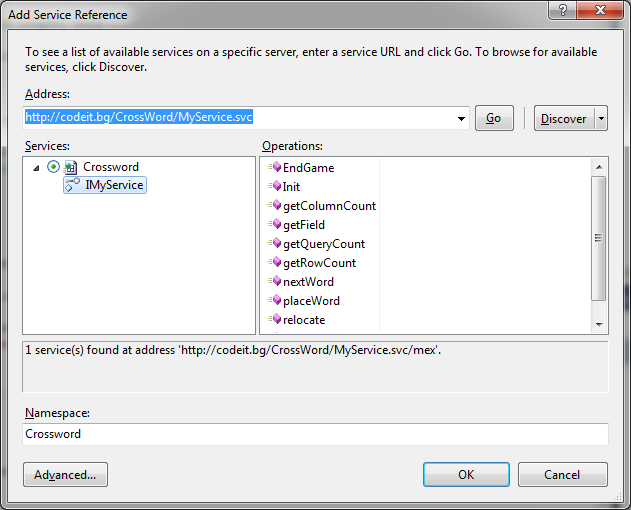 Add Service Reference
To see a list of available services on a specific server, enter a service URL and click Go. To browse for available
services, click Discover.
Address:
http://codeit.bg/CrossWord/MyService.svc
Go
Discover
Services:
Operations:
Crossword
IMyService
EndGame
Init
getColumnCount
getField
getQueryCount
getRowCount
nextWord
placeWord
relocate
1 service(s) found at address 'http://codeit.bg/CrossWord/MyService.svc/mex'.
Namespace:
Crossword
Advanced...
OK
Cancel